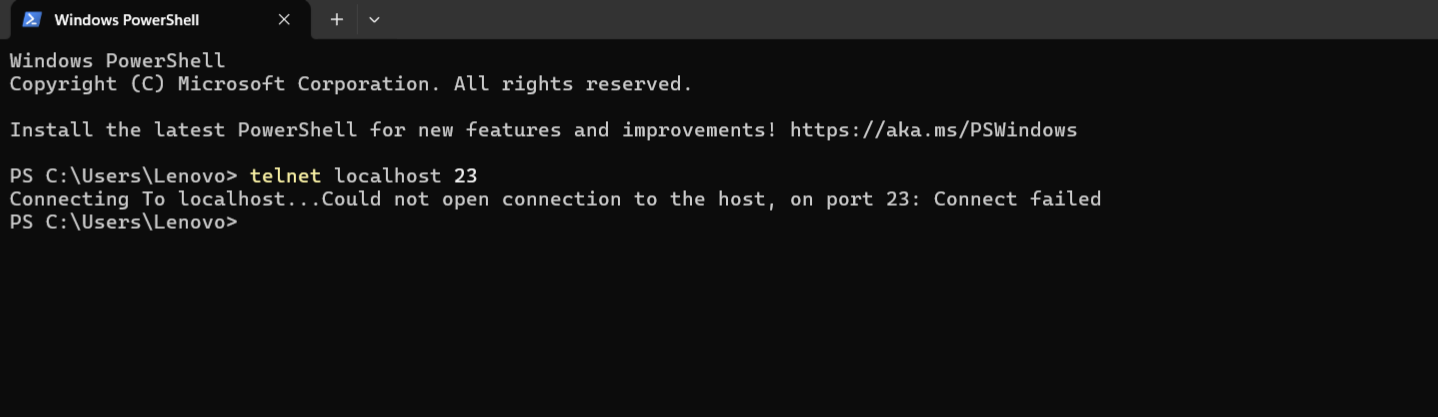 Windows PowerShell
Windows PowerShell
Copyright (C) Microsoft Corporation. All rights reserved.
Install the latest PowerShell for new features and improvements! https://aka.ms/PSWindows
PS C:\Users\Lenovo> telnet localhost 23
Connecting To localhost...Could not open connection to the host, on port 23: Connect failed
PS C:\Users\Lenovo>